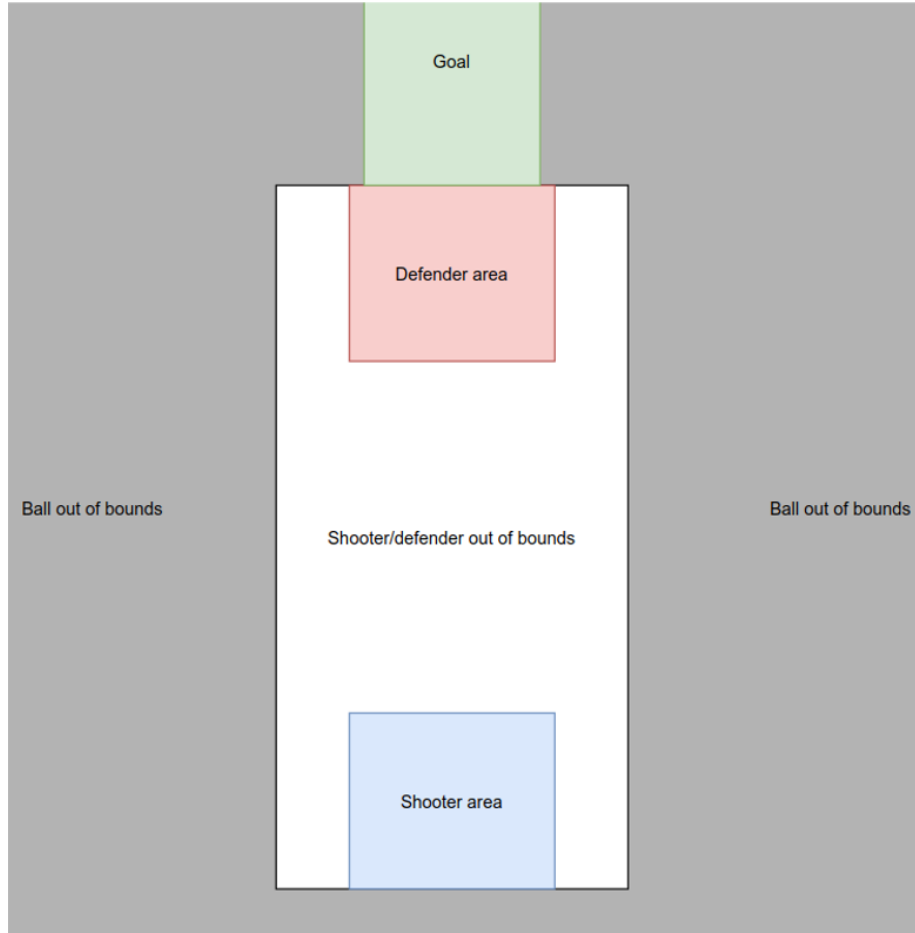 Goal
Defender area
Ball out of bounds
Ball out of bounds
Shooter/defender out of bounds
Shooter area